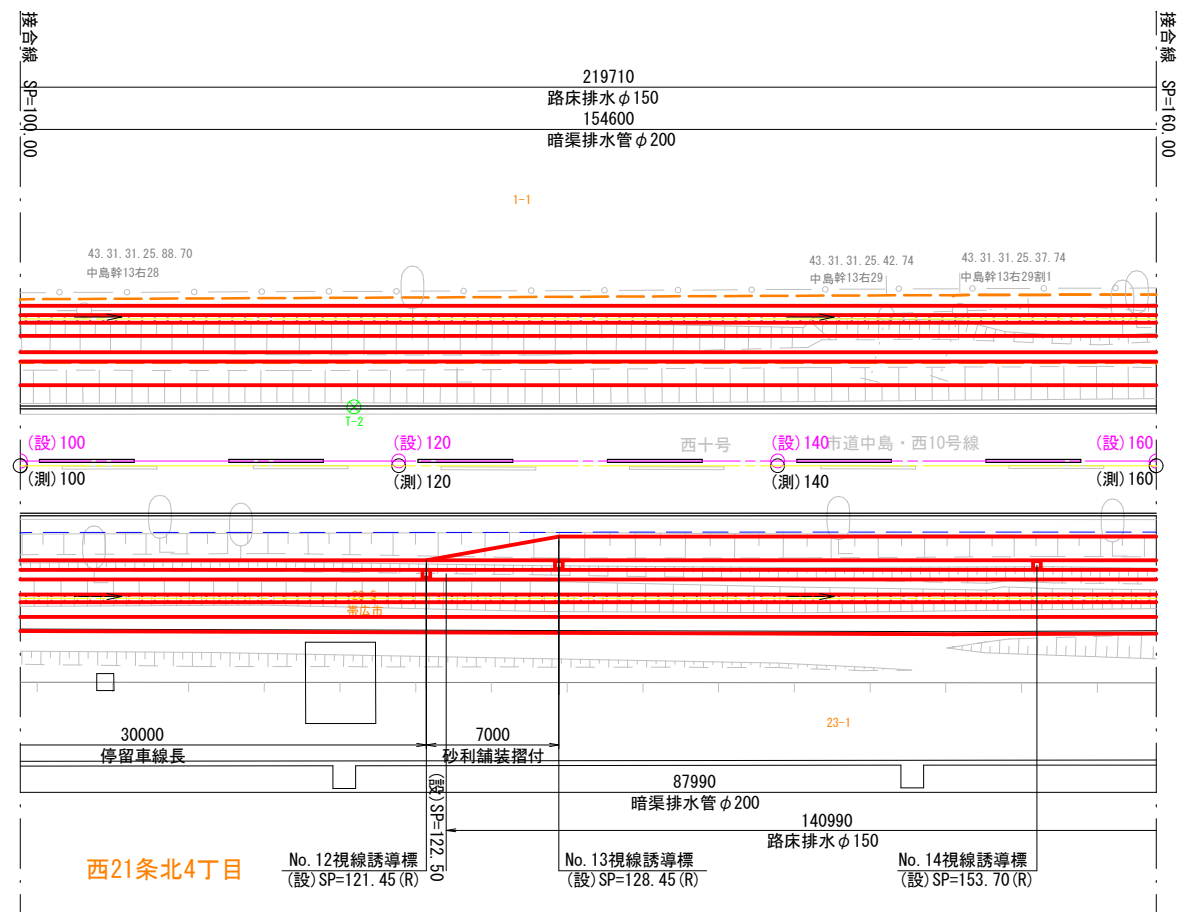 接合線 SP=100.00
接合線 SP=160.00
219710
路床排水φ150
154600
暗渠排水管φ200
1-1
43.31.31.25.88.70
中島幹13右28
43.31.31.25.42.74
中島幹13右29
43.31.31.25.37.74
中島幹13右29割1
T-2
(設)100
(設)120
西十号
(設)140
市道中島・西10号線
(設)160
(測)100
(測)120
(測)140
(測)160
帯広市
23-1
30000
停留車線長
7000
砂利舗装摺付
(設)SP=122.50
87990
暗渠排水管φ200
140990
路床排水φ150
西21条北4丁目
No.12視線誘導標
(設)SP=121.45(R)
No.13視線誘導標
(設)SP=128.45(R)
No.14視線誘導標
(設)SP=153.70(R)